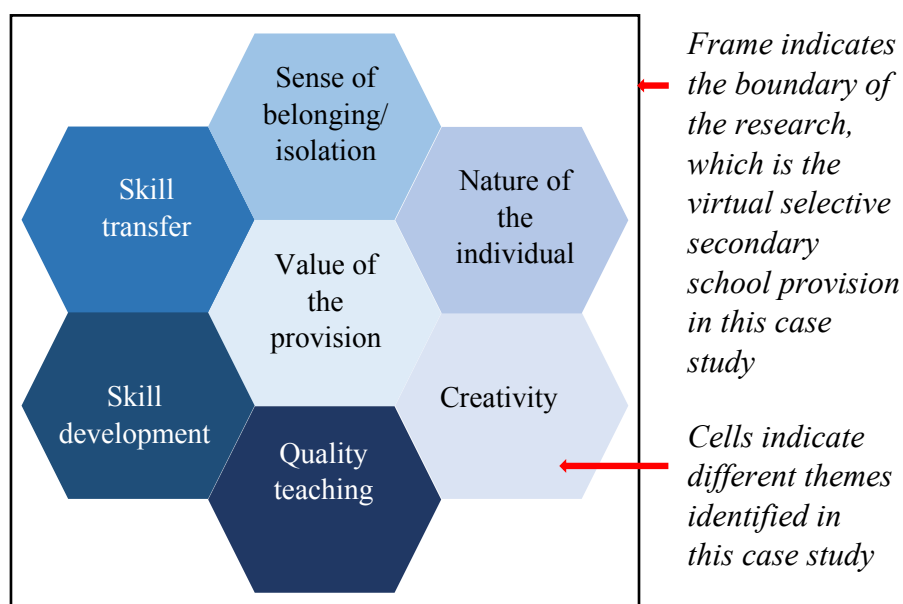 Sense of
belonging/
isolation
Skill
transfer
Nature of
the
individual
Value of
the
provision
Skill
development
Creativity
Quality
teaching
Frame indicates
the boundary of
the research,
which is the
virtual selective
secondary
school provision
in this case
study
Cells indicate
different themes
identified in
this case study